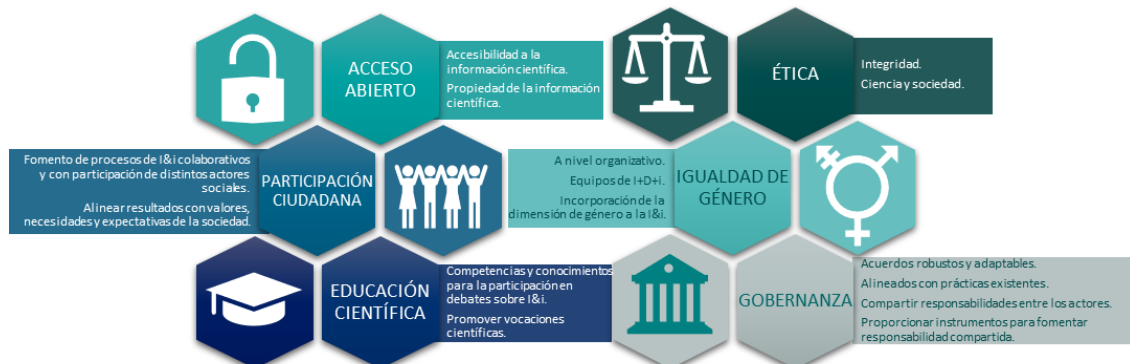 ACCESO
ABIERTO
Accesibilidad a la
información científica.
Propiedad de la información
científica.
ÉTICA
Integridad.
Ciencia y sociedad.
Fomento de procesos de I&i colaborativos
y con participación de distintos actores
sociales.
Alinear resultados con valores,
necesidades y expectativas de la sociedad.
PARTICIPACIÓN
CIUDADANA
A nivel organizativo.
Equipos de I+D+i.
Incorporación de la
dimensión de género a la I&i.
IGUALDAD DE
GÉNERO
EDUCACIÓN
CIENTÍFICA
Competencias y conocimientos
para la participación en
debates sobre I&i.
Promover vocaciones
científicas.
GOBERNANZA
Acuerdos robustos y adaptables.
Alineados con prácticas existentes.
Compartir responsabilidades entre los actores.
Proporcionar instrumentos para fomentar
responsabilidad compartida.